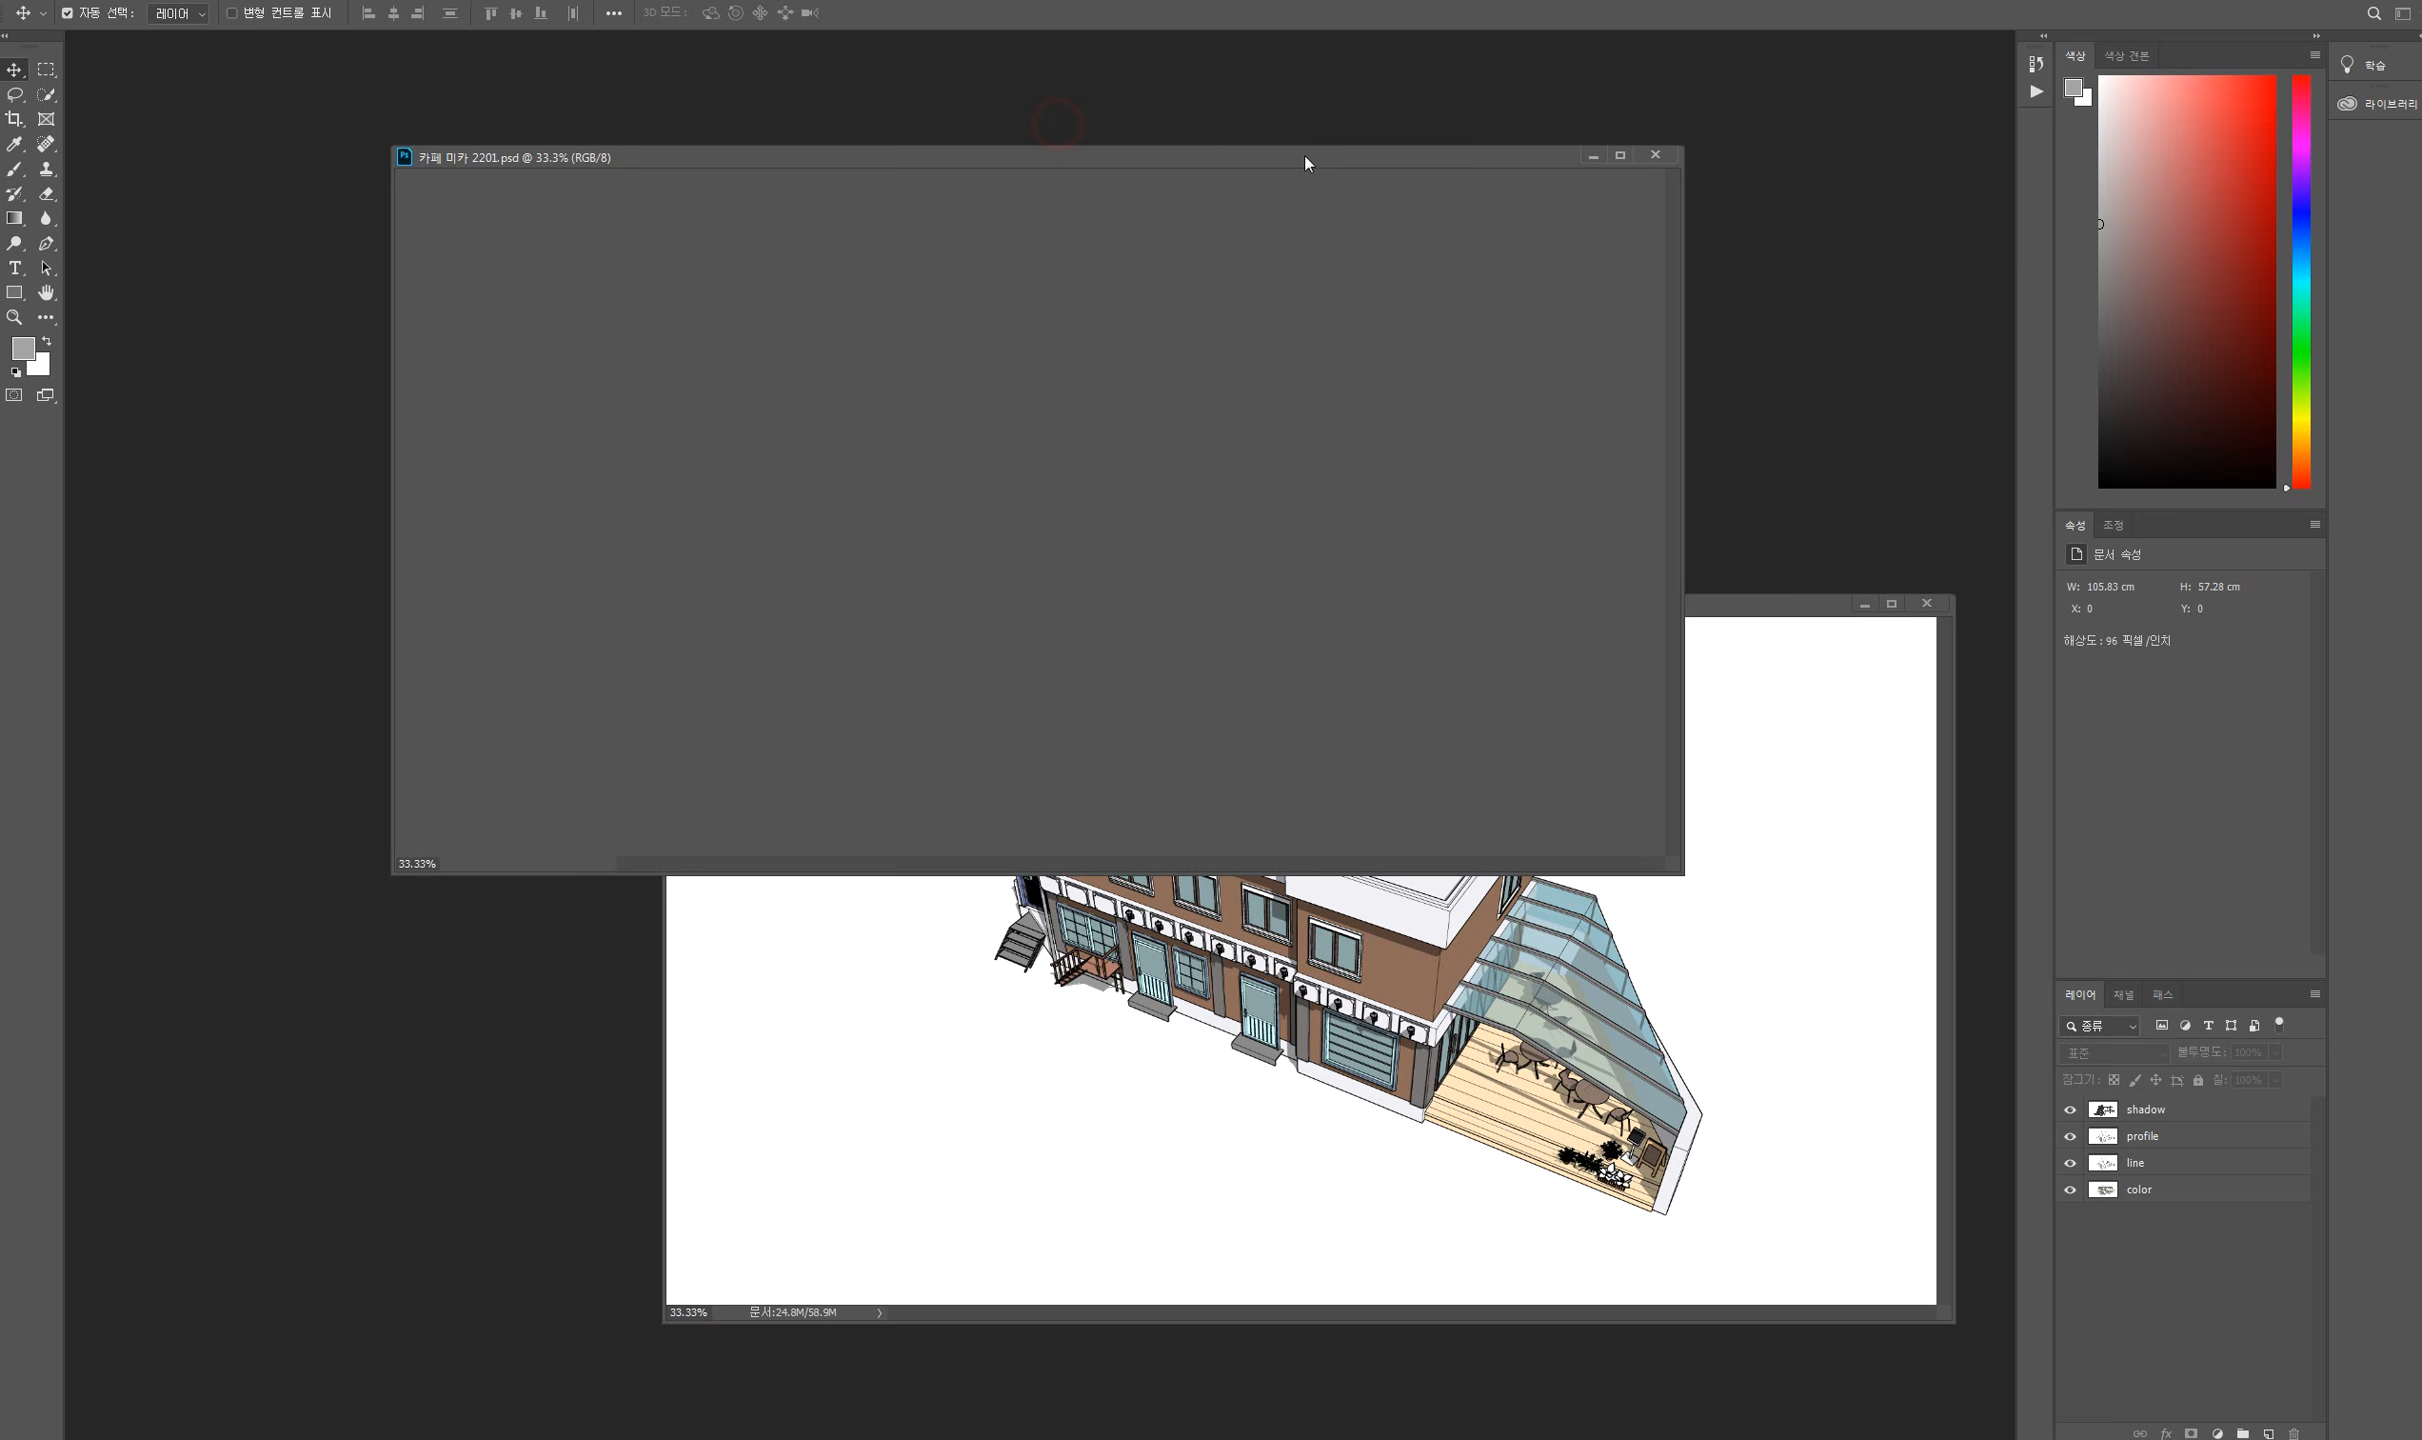 자동 선택: 레이어 변형 컨트롤 표시 3D 모드:
색상 색상 견본
학습
라이브러리
Ps 카페 미카 2201.psd @ 33.3% (RGB/8)
속성 조정
문서 속성
W: 105.83 cm H: 57.28 cm
X: 0 Y: 0
해상도: 96 픽셀/인치
33.33%
레이어 채널 패스
종류
표준 불투명도: 100%
잠그기: 칠: 100%
shadow
profile
line
color
33.33% 문서:24.8M/58.9M